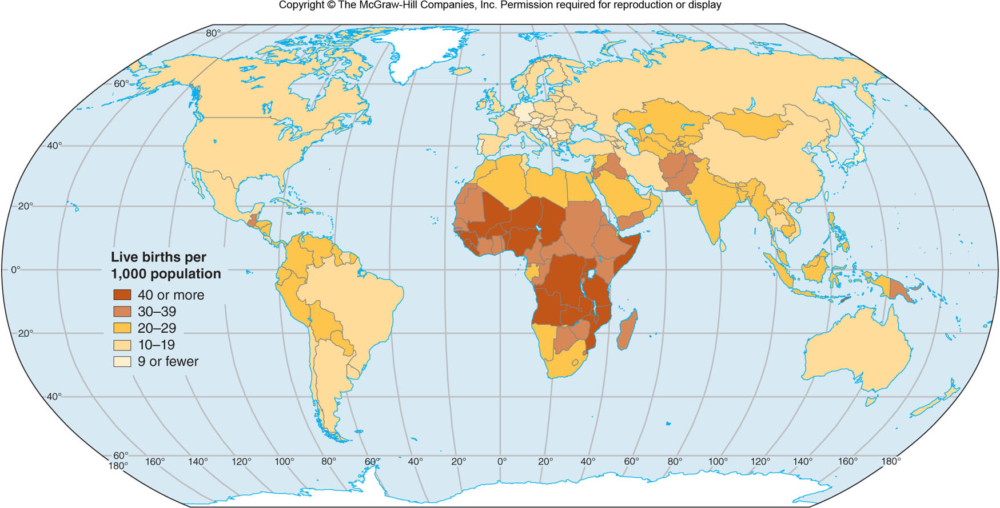 Copyright © The McGraw-Hill Companies, Inc. Permission required for reproduction or display
80°
60°
40°
20°
Live births per
1,000 population
0°
40 or more
30–39
20–29
20°
10–19
9 or fewer
40°
60°
180° 160° 140° 120° 100° 80° 60° 40° 20° 0° 20° 40° 60° 80° 100° 120° 140° 160° 180°